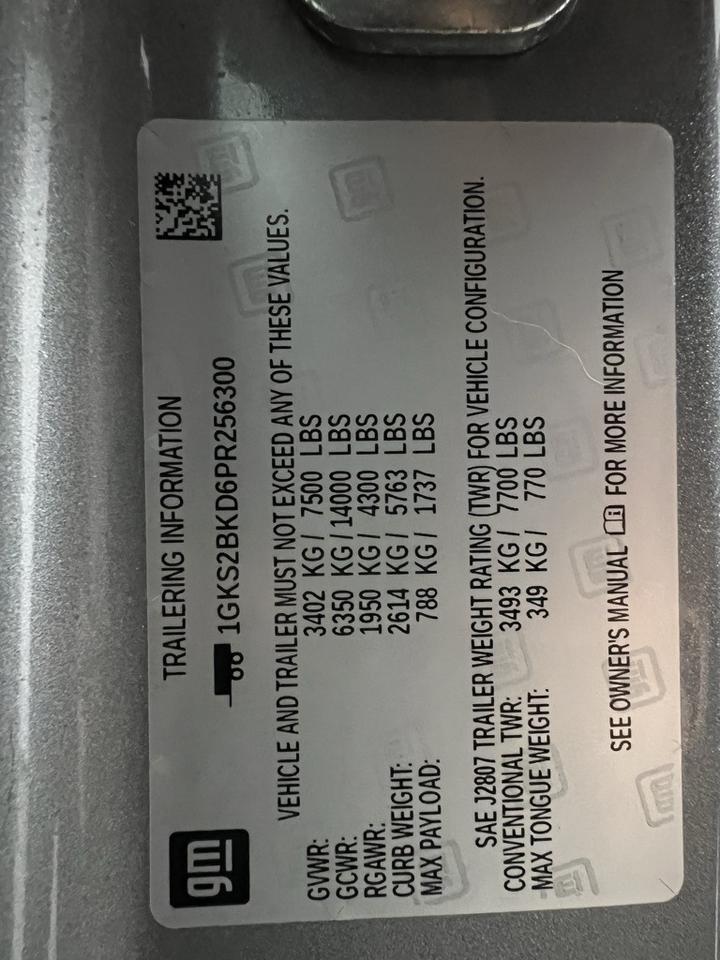 gm
TRAILERING INFORMATION
1GKS2BKD6PR256300
VEHICLE AND TRAILER MUST NOT EXCEED ANY OF THESE VALUES.
GVWR: 3402 KG / 7500 LBS
GCWR: 6350 KG / 14000 LBS
RGAWR: 1950 KG / 4300 LBS
CURB WEIGHT: 2614 KG / 5763 LBS
MAX PAYLOAD: 788 KG / 1737 LBS
SAE J2807 TRAILER WEIGHT RATING (TWR) FOR VEHICLE CONFIGURATION.
CONVENTIONAL TWR: 3493 KG / 7700 LBS
MAX TONGUE WEIGHT: 349 KG / 770 LBS
SEE OWNER'S MANUAL FOR MORE INFORMATION